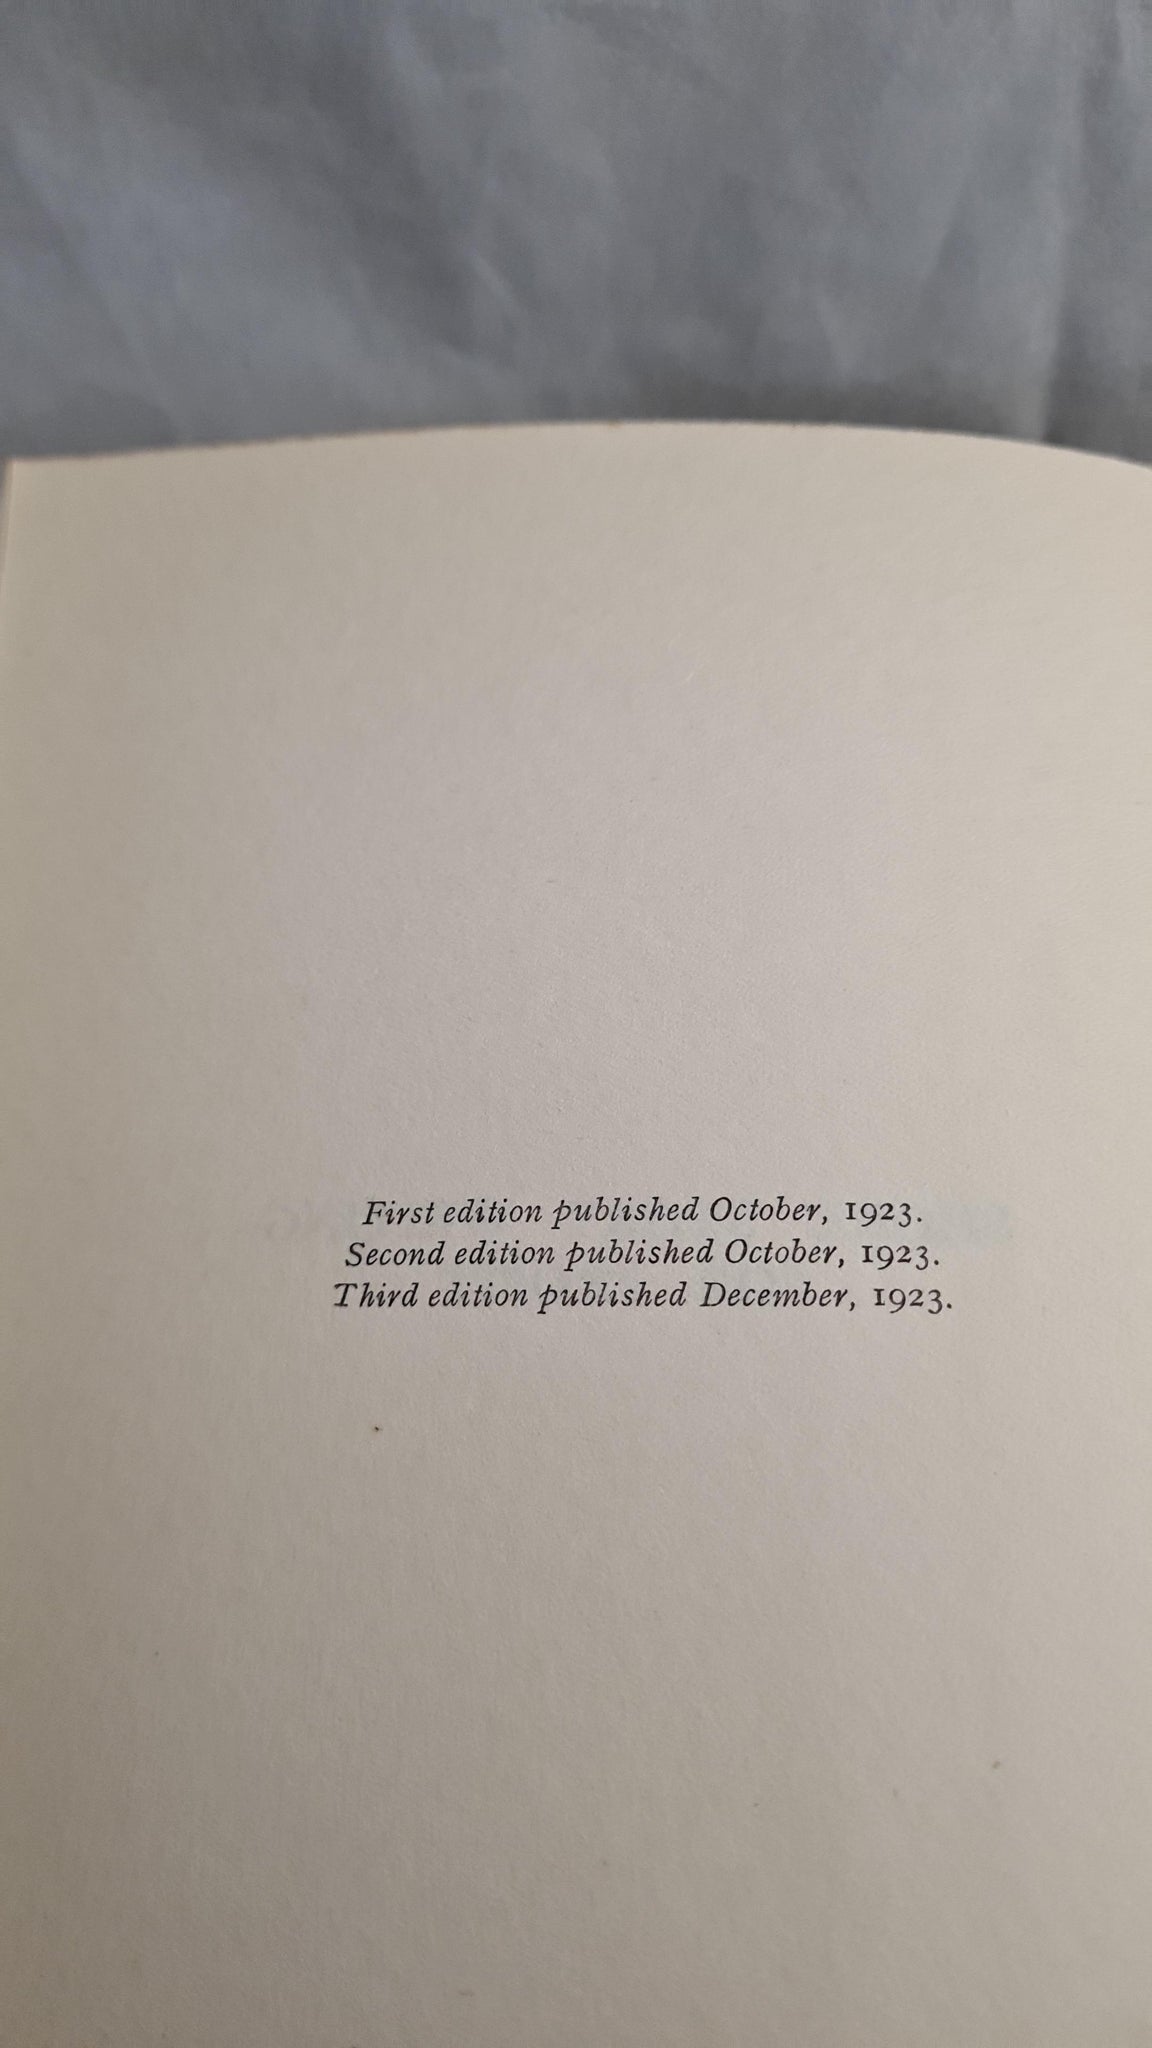 First edition published October, 1923.
Second edition published October, 1923.
Third edition published December, 1923.